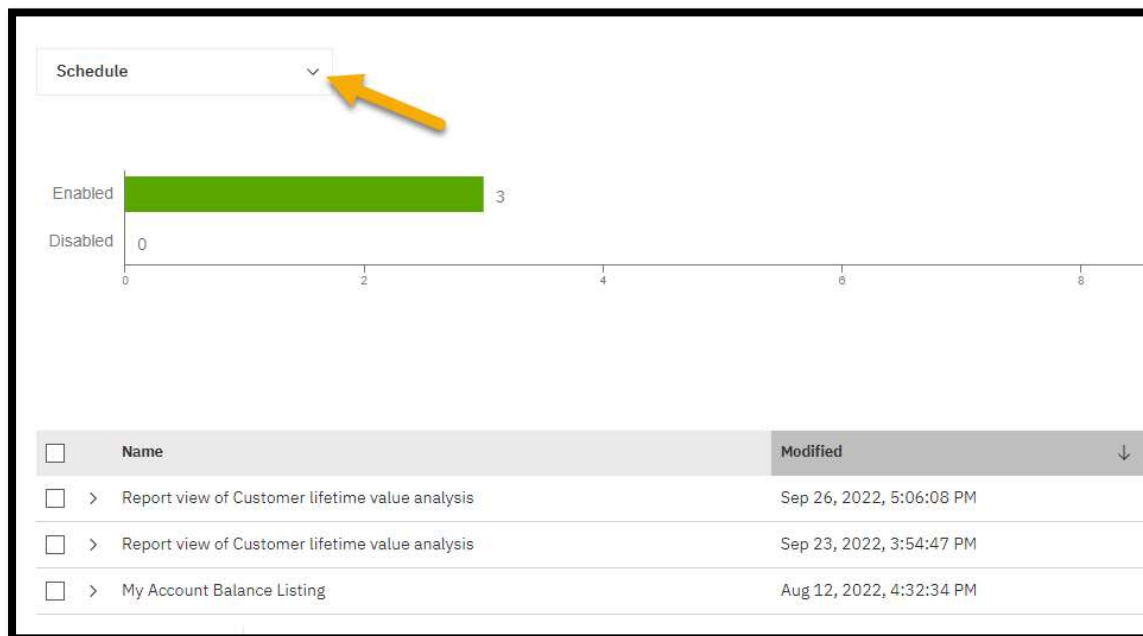 Schedule
Enabled 3
Disabled 0
0 2 4 6 8
Name Modified
Report view of Customer lifetime value analysis Sep 26, 2022, 5:06:08 PM
Report view of Customer lifetime value analysis Sep 23, 2022, 3:54:47 PM
My Account Balance Listing Aug 12, 2022, 4:32:34 PM